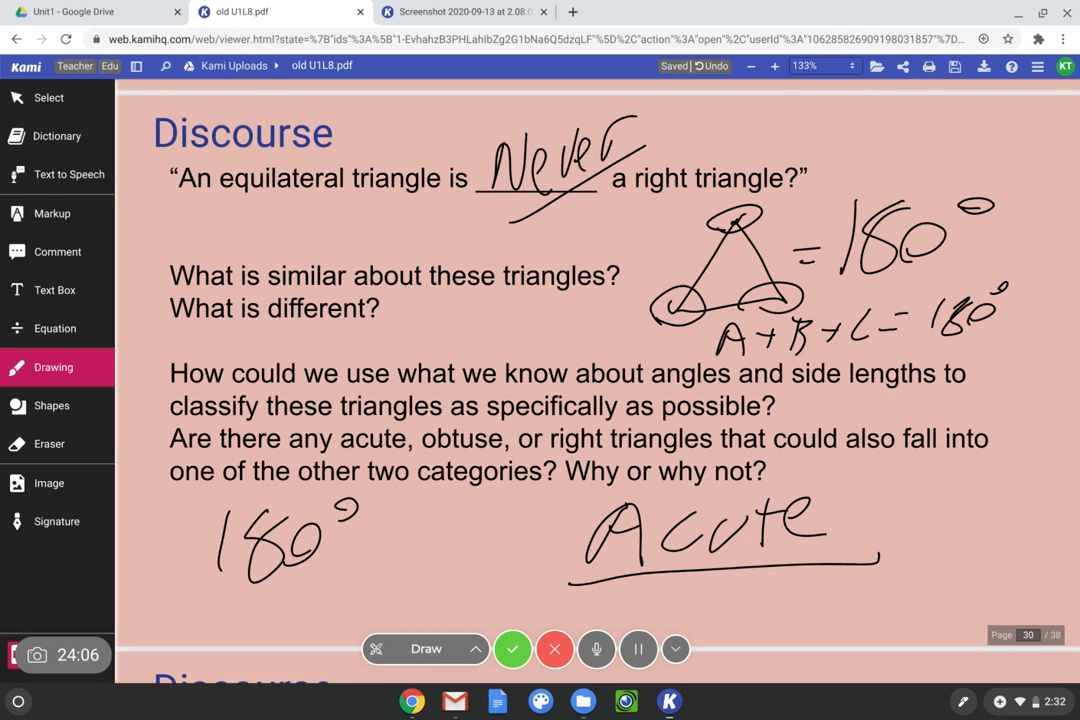 Unit1 - Google Drive
old U1L8.pdf
Screenshot 2020-09-13 at 2.08.0
web.kamihq.com/web/viewer.html?state=%7B"ids"%3A%5B"1-EvhahzB3PHLahIbZg2G1bNa6Q5dzqLF"%5D%2C"action"%3A"open"%2C"userId"%3A"106285826909198031857"%7D...
Kami Teacher Edu Kami Uploads old U1L8.pdf Saved Undo 133% KT
Select
Dictionary
Text to Speech
Markup
Comment
Text Box
Equation
Drawing
Shapes
Eraser
Image
Signature
24:06
Discourse
“An equilateral triangle is Never a right triangle?”
= 180°
What is similar about these triangles?
What is different?
A + B + C = 180°
How could we use what we know about angles and side lengths to
classify these triangles as specifically as possible?
Are there any acute, obtuse, or right triangles that could also fall into
one of the other two categories? Why or why not?
180° Acute
Page 30 / 38
Draw
Discourse
2:32